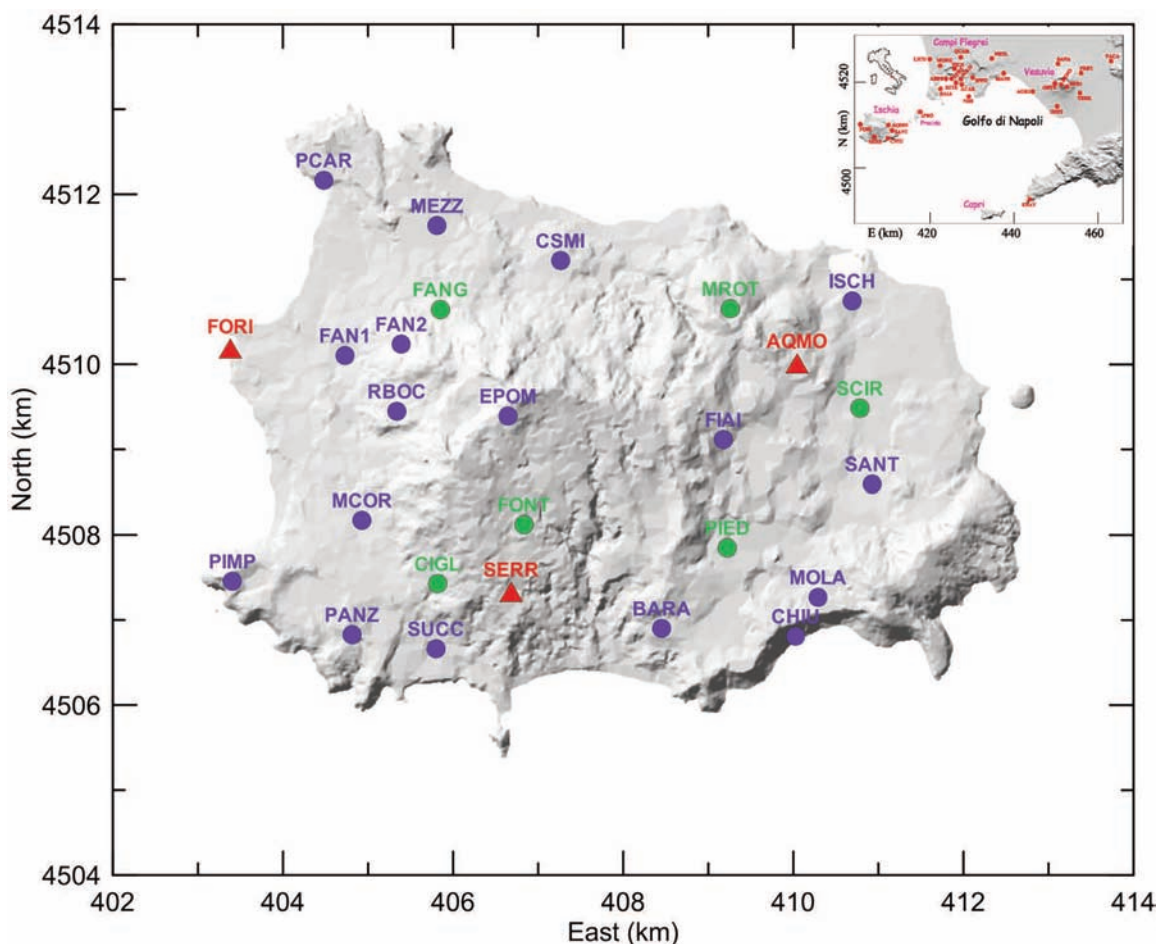 4514
4512
4510
4508
4506
4504
North (km)
402
404
406
408
410
412
414
East (km)
PCAR
MEZZ
CSMI
FANG
MROT
ISCH
FORI
FAN1
FAN2
AQMO
RBOC
EPOM
SCIR
FIAI
SANT
MCOR
FONT
PIED
PIMP
CIGL
SERR
MOLA
PANZ
SUCC
BARA
CHIU
Campi Flegrei
Vesuvio
Ischia
Procida
Golfo di Napoli
Capri
4520
N (km)
4500
E (km)
420
440
460